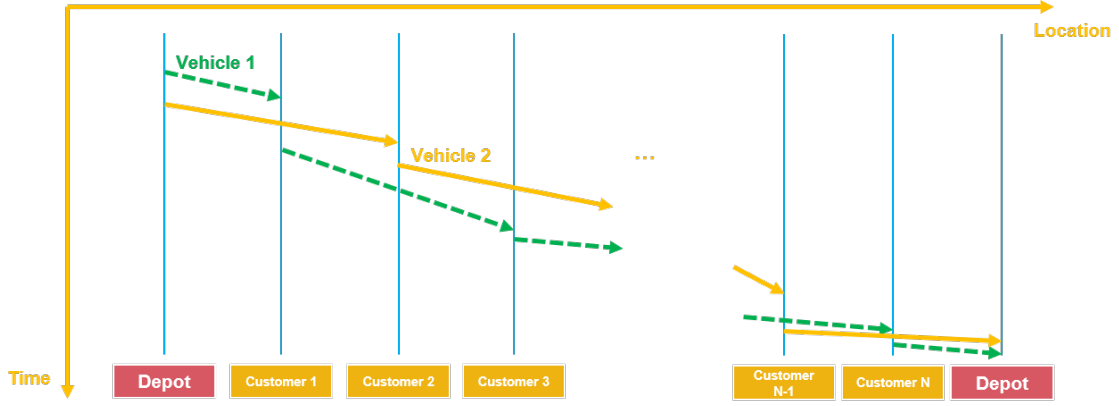 Location
Vehicle 1
Vehicle 2
...
Time
Depot
Customer 1
Customer 2
Customer 3
Customer
N-1
Customer N
Depot